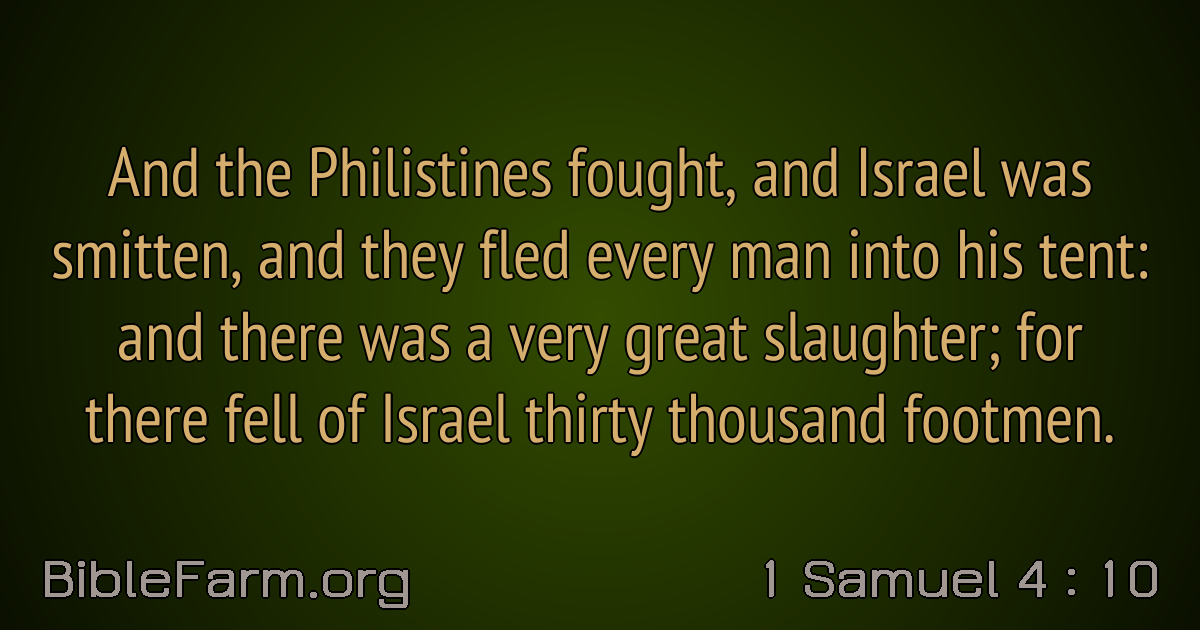 And the Philistines fought, and Israel was
smitten, and they fled every man into his tent:
and there was a very great slaughter; for
there fell of Israel thirty thousand footmen.
BibleFarm.org
1 Samuel 4 : 10